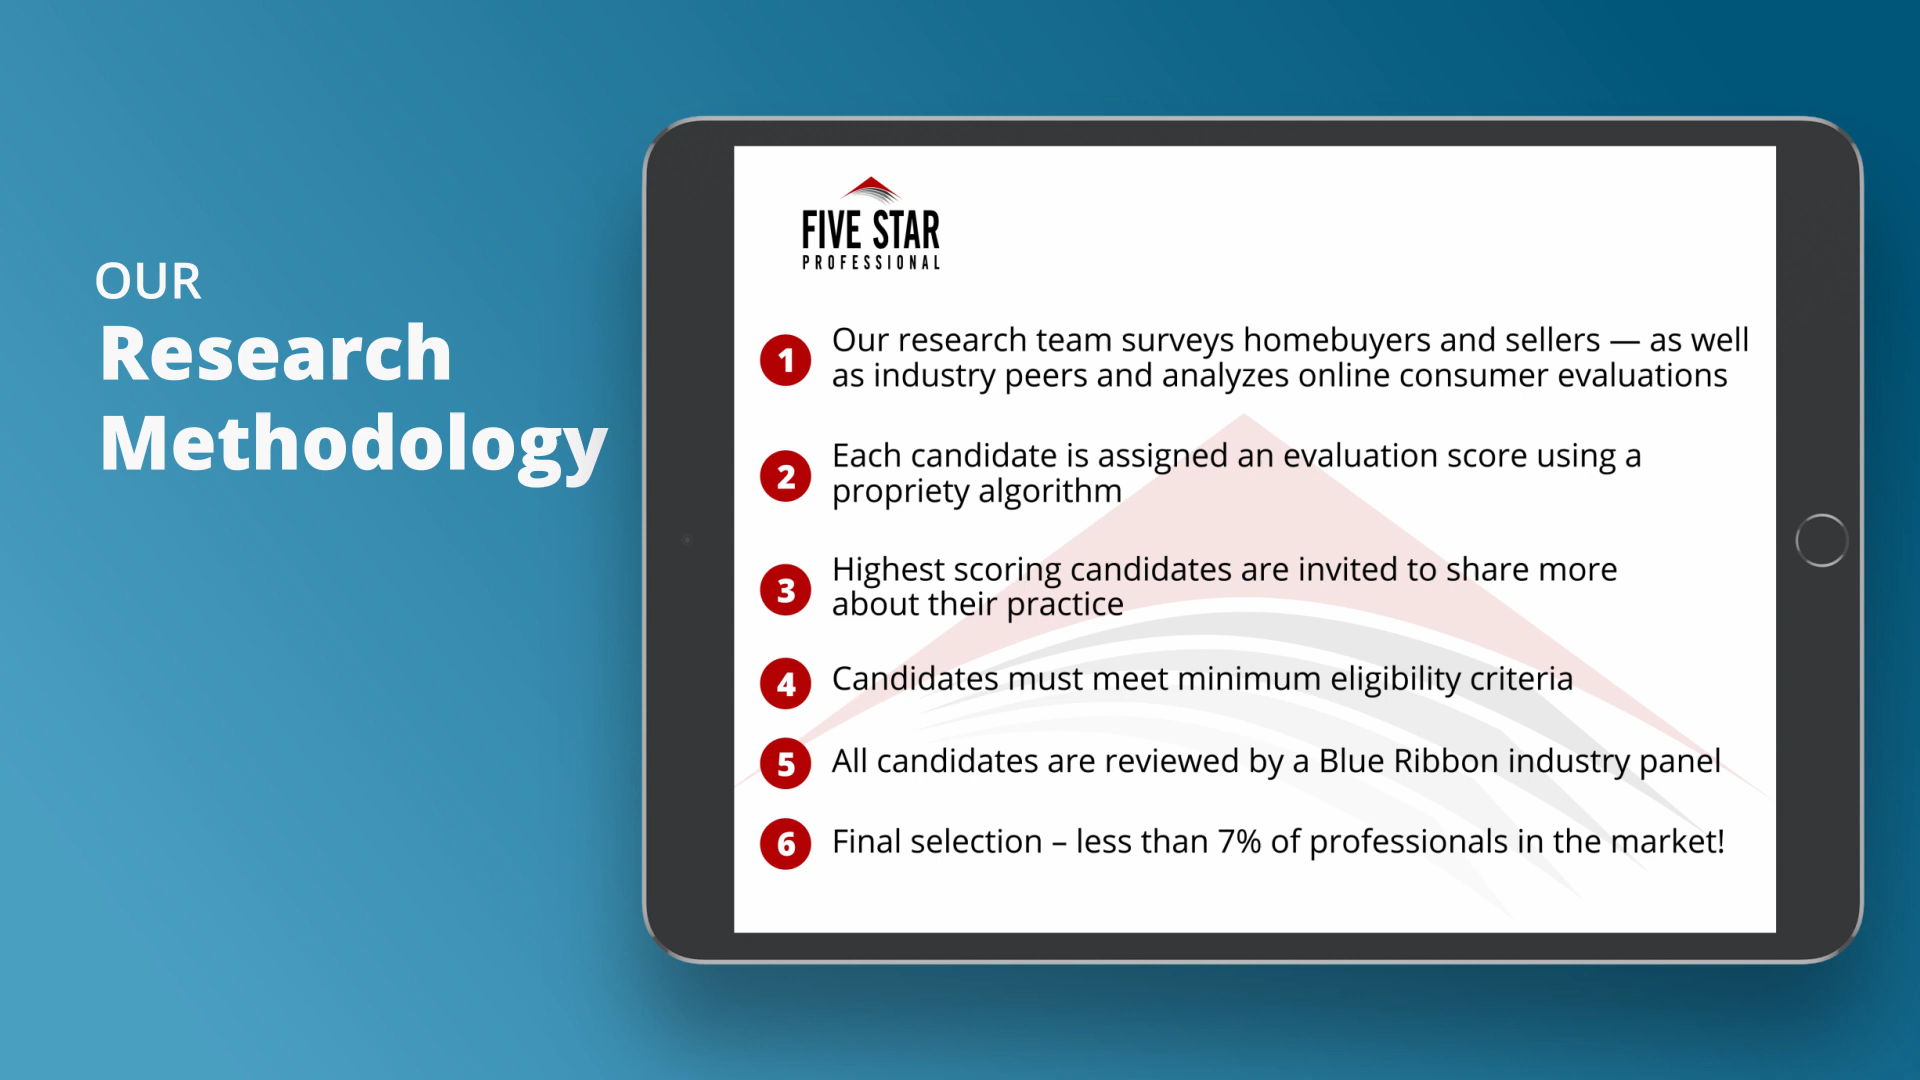 OUR
Research
Methodology
FIVE STAR
PROFESSIONAL
1 Our research team surveys homebuyers and sellers — as well
as industry peers and analyzes online consumer evaluations
2 Each candidate is assigned an evaluation score using a
propriety algorithm
3 Highest scoring candidates are invited to share more
about their practice
4 Candidates must meet minimum eligibility criteria
5 All candidates are reviewed by a Blue Ribbon industry panel
6 Final selection – less than 7% of professionals in the market!